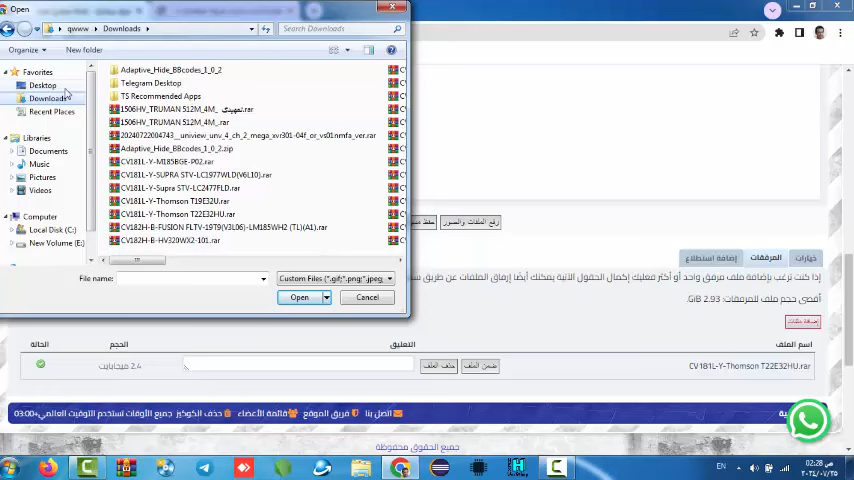 Open
qwww
Downloads
Search Downloads
Organize
New folder
Favorites
Desktop
Downloads
Recent Places
Libraries
Documents
Music
Pictures
Videos
Computer
Local Disk (C:)
New Volume (E:)
Adaptive_Hide_BBcodes_1_0_2
Telegram Desktop
TS Recommended Apps
1506HV_TRUMAN 512M_4M_تمهيدي.rar
1506HV_TRUMAN 512M_4M_.rar
20240722004743_uniview_unv_4_ch_2_mega_xvr301-04f_or_vs01nmfa_ver.rar
Adaptive_Hide_BBcodes_1_0_2.zip
CV181L-Y-M185BGE-P02.rar
CV181L-Y-SUPRA STV-LC1977WLD(V6L10).rar
CV181L-Y-Supra STV-LC2477FLD.rar
CV181L-Y-Thomson T19E32U.rar
CV181L-Y-Thomson T22E32HU.rar
CV182H-B-FUSION FLTV-19T9(V3L06)-LM185WH2 (TL)(A1).rar
CV182H-B-HV320WX2-101.rar
File name:
Custom Files (*.gif;*.png;*.jpeg;
Open
Cancel
رفع الملفات والصور
خيارات
المرفقات
إضافة استطلاع
إذا كنت ترغب بإضافة ملف مرفق واحد أو أكثر فعليك إكمال الحقول الآتية يمكنك أيضًا إرفاق الملفات عن طريق
أقصى حجم ملف للمرفقات: 2.93 GiB.
إضافة ملفات
اسم الملف
التعليق
الحجم
الحالة
CV181L-Y-Thomson T22E32HU.rar
ضمن الملف
حذف الملف
2.4 ميجابايت
اتصل بنا
فريق الموقع
قائمة الأعضاء
حذف الكوكيز
جميع الأوقات تستخدم التوقيت العالمي+03:00
جميع الحقوق محفوظة
EN
02:28 ص
٢٠٢٤/٠٧/٢٥